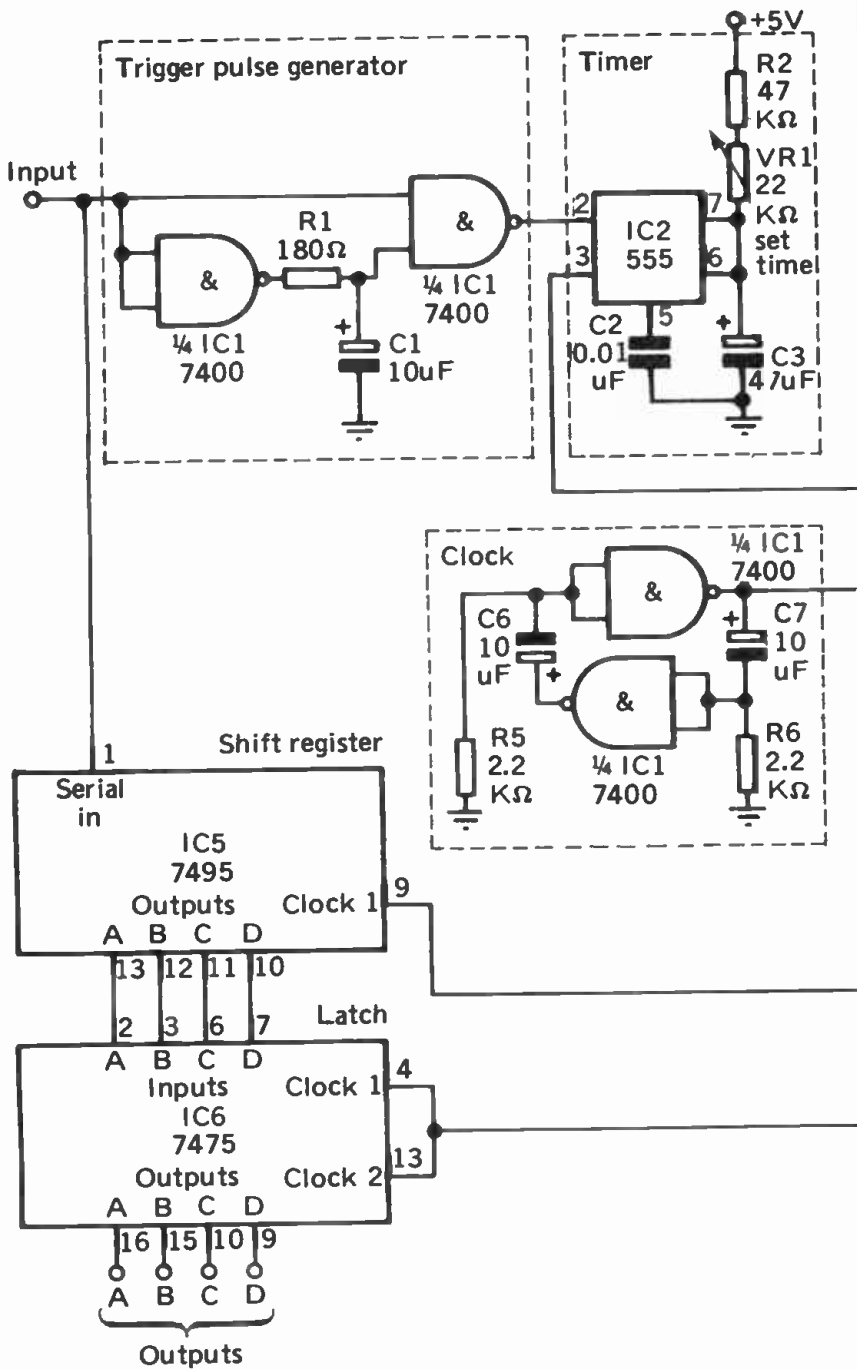 +5V
Trigger pulse generator
Timer
R2
47
KΩ
Input
VR1
22
KΩ
set
time
R1
180Ω
&
&
2
7
IC2
555
3
6
¼ IC1
7400
¼ IC1
7400
+
C1
10uF
5
C2
0.01
uF
+
C3
47uF
Clock
¼ IC1
7400
&
C6
10
uF
+
C7
10
uF
+
&
R5
2.2
KΩ
¼ IC1
7400
R6
2.2
KΩ
1
Shift register
Serial
in
IC5
7495
9
Outputs
Clock 1
A B C D
13 12 11 10
Latch
2 3 6 7
A B C D
4
Inputs
Clock 1
IC6
7475
13
Outputs
Clock 2
A B C D
16 15 10 9
A B C D
Outputs